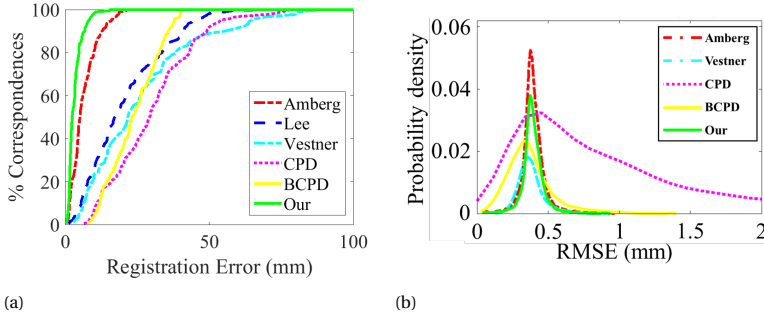 100
80
60
40
20
0
% Correspondences
0 50 100
Registration Error (mm)
Amberg
Lee
Vestner
CPD
BCPD
Our
(a)
0.06
0.04
0.02
0
Probability density
0 0.5 1 1.5 2
RMSE (mm)
Amberg
Vestner
CPD
BCPD
Our
(b)